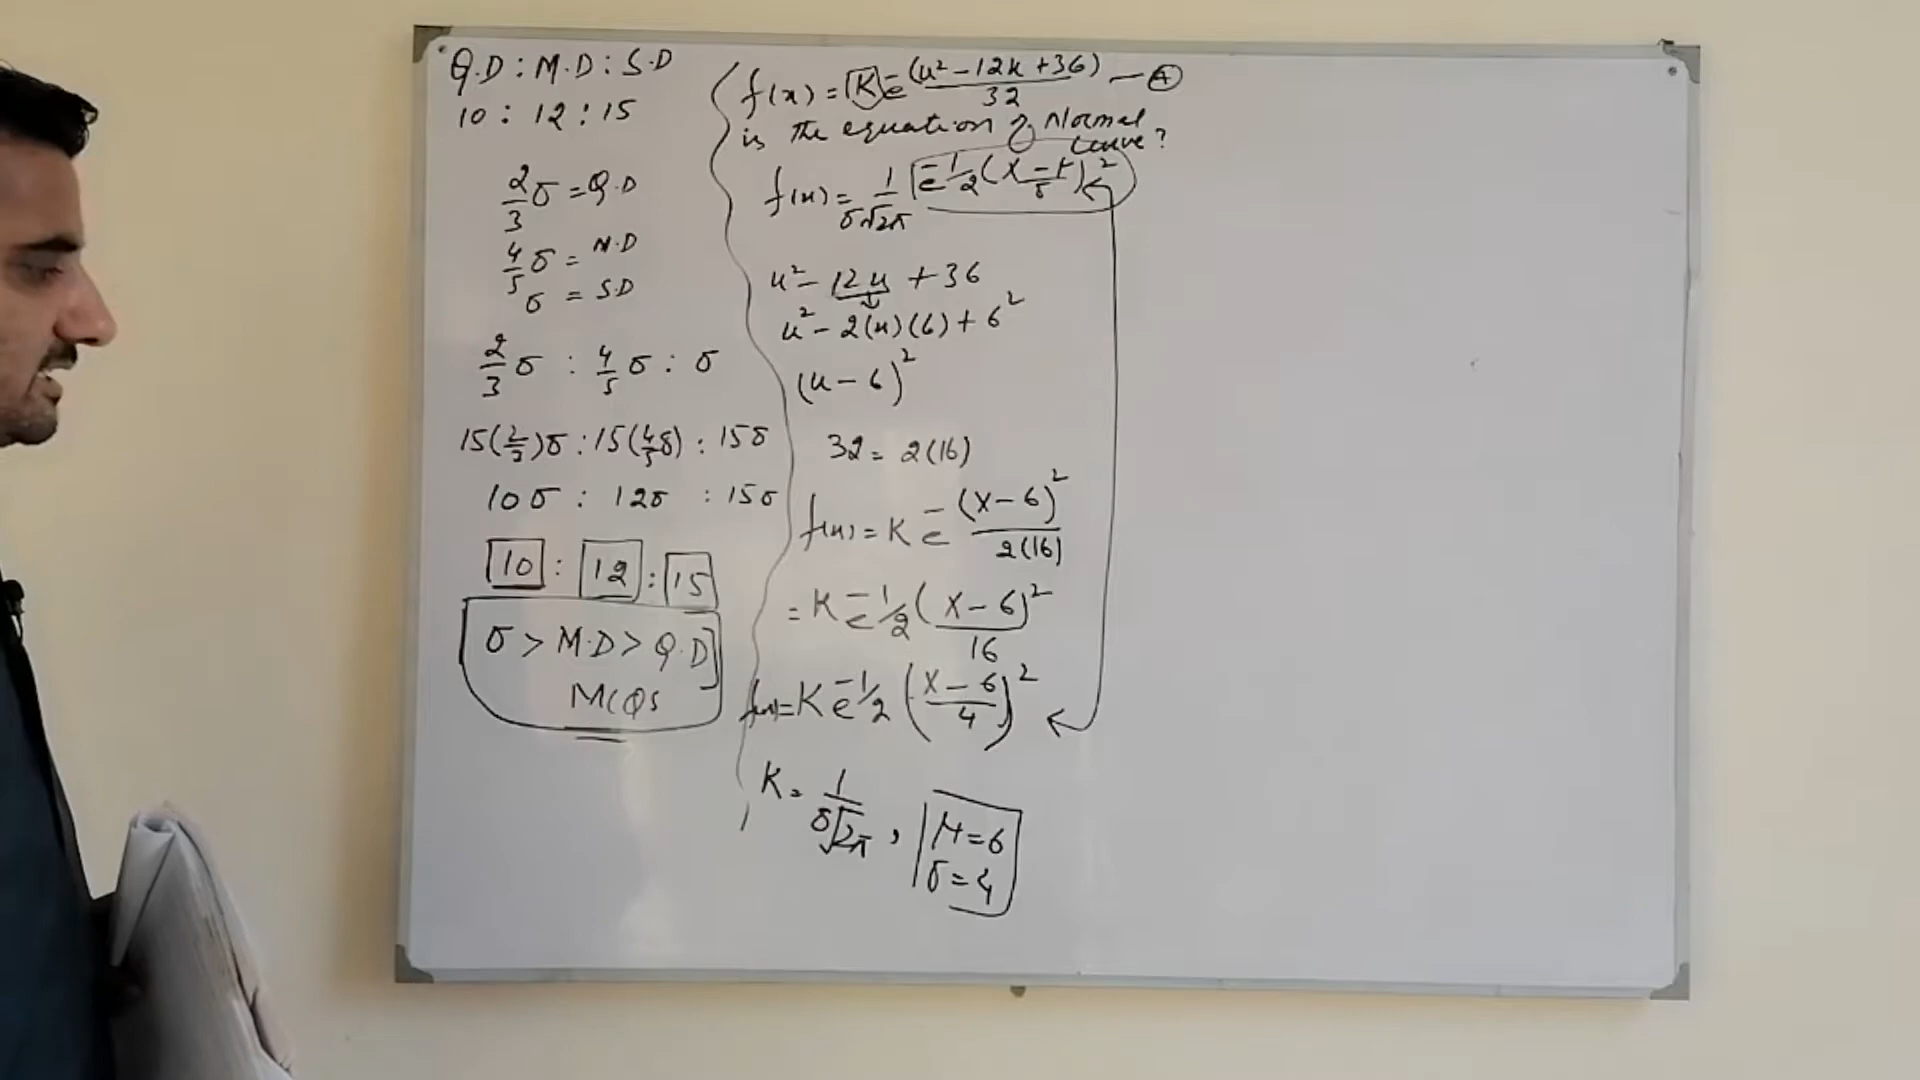 Q.D : M.D : S.D
10 : 12 : 15
2/3 σ = Q.D
4/5 σ = M.D
σ = S.D
2/3 σ : 4/5 σ : σ
15(2/3)σ : 15(4/5 σ) : 15σ
10σ : 12σ : 15σ
10 : 12 : 15
σ > M.D > Q.D
MCQs
f(x) = K e^-(x² - 12x + 36)/32 — 4
is the equation of Normal
Curve?
f(x) = 1/σ√2π e^-1/2 (X - μ/σ)²
x² - 12x + 36
x² - 2(x)(6) + 6²
(x - 6)²
32 = 2(16)
f(x) = K e^-(X - 6)²/2(16)
= K e^-1/2 (X - 6)²/16
f(x) = K e^-1/2 (X - 6/4)²
K = 1/σ√2π , μ = 6
σ = 4